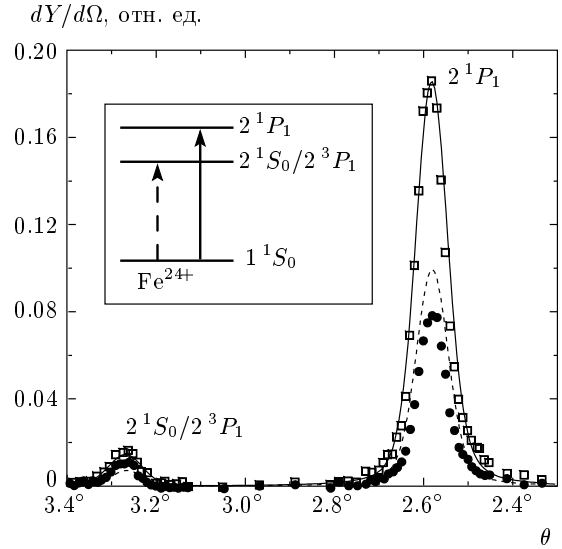 dY/dΩ, отн. ед.
0.20
2 ¹P₁
0.16
2 ¹P₁
2 ¹S₀/2 ³P₁
0.12
1 ¹S₀
Fe²⁴⁺
0.08
0.04
2 ¹S₀/2 ³P₁
0
3.4° 3.2° 3.0° 2.8° 2.6° 2.4°
θ